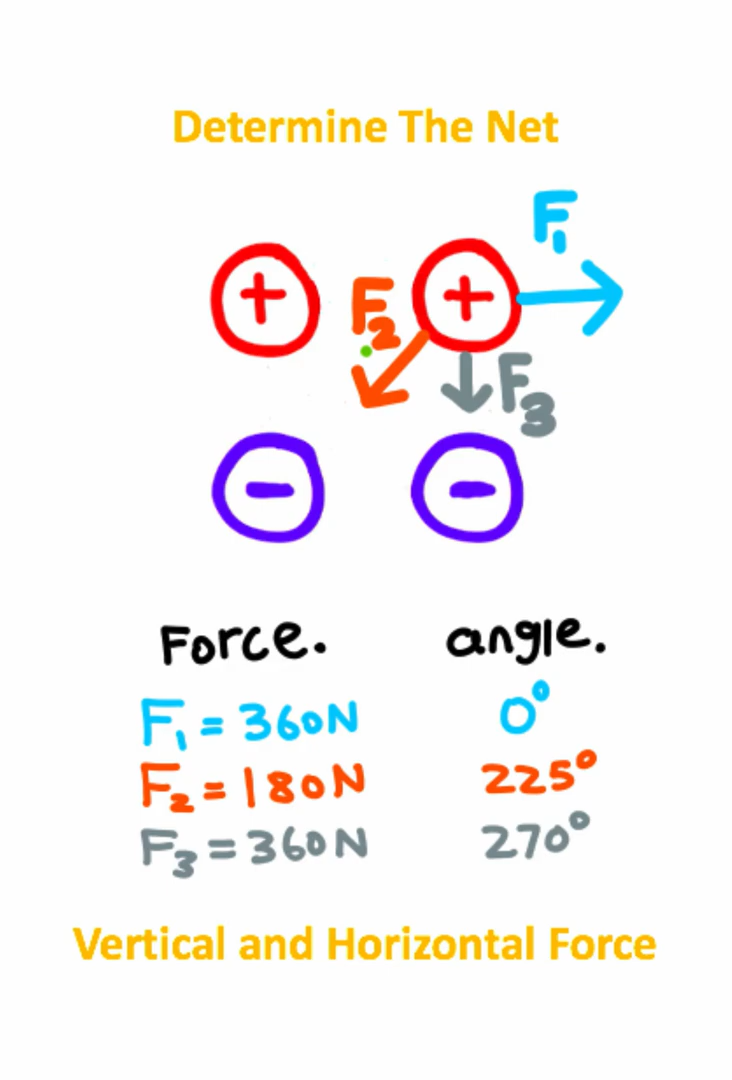 Determine The Net
F₁
+ + 
F₂
F₃
- -
Force. angle.
F₁ = 360N 0°
F₂ = 180N 225°
F₃ = 360N 270°
Vertical and Horizontal Force